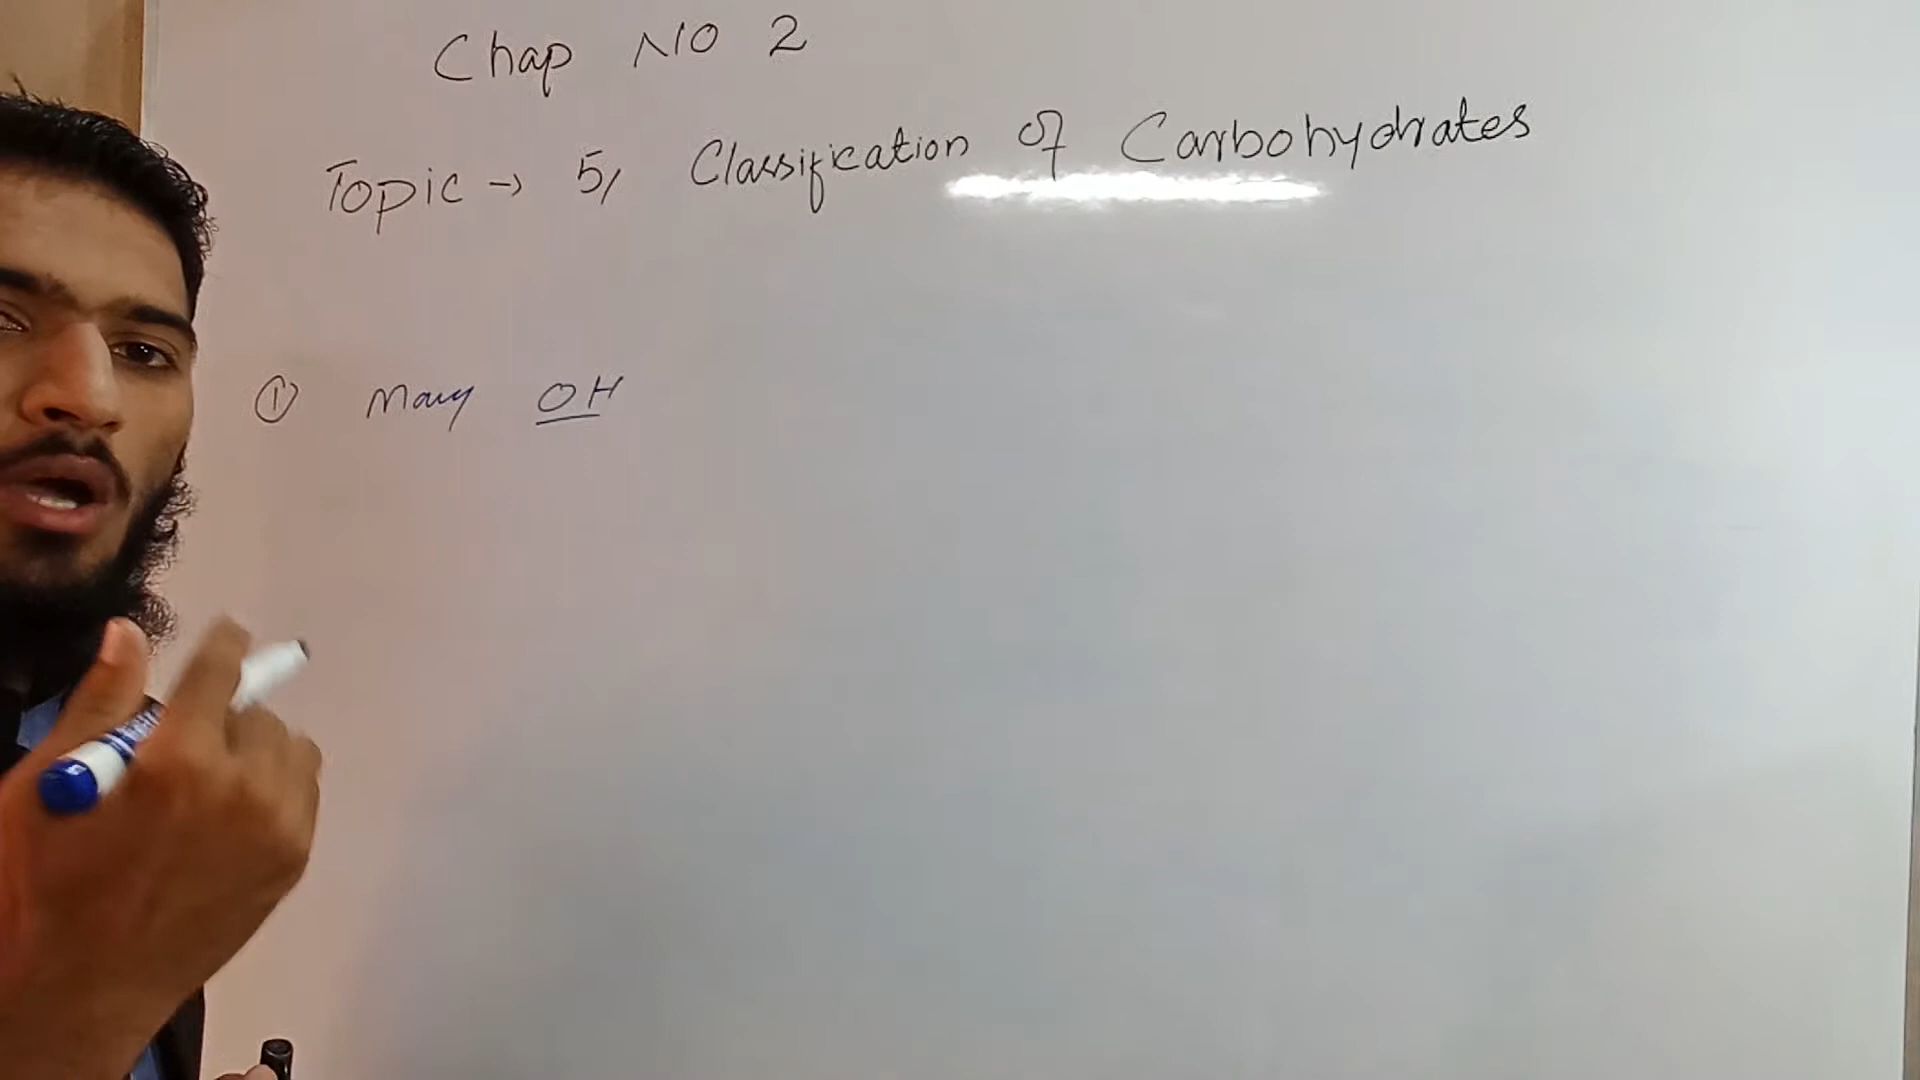 Chap NO 2
Topic → 5, Classification of Carbohydrates
① Many OH